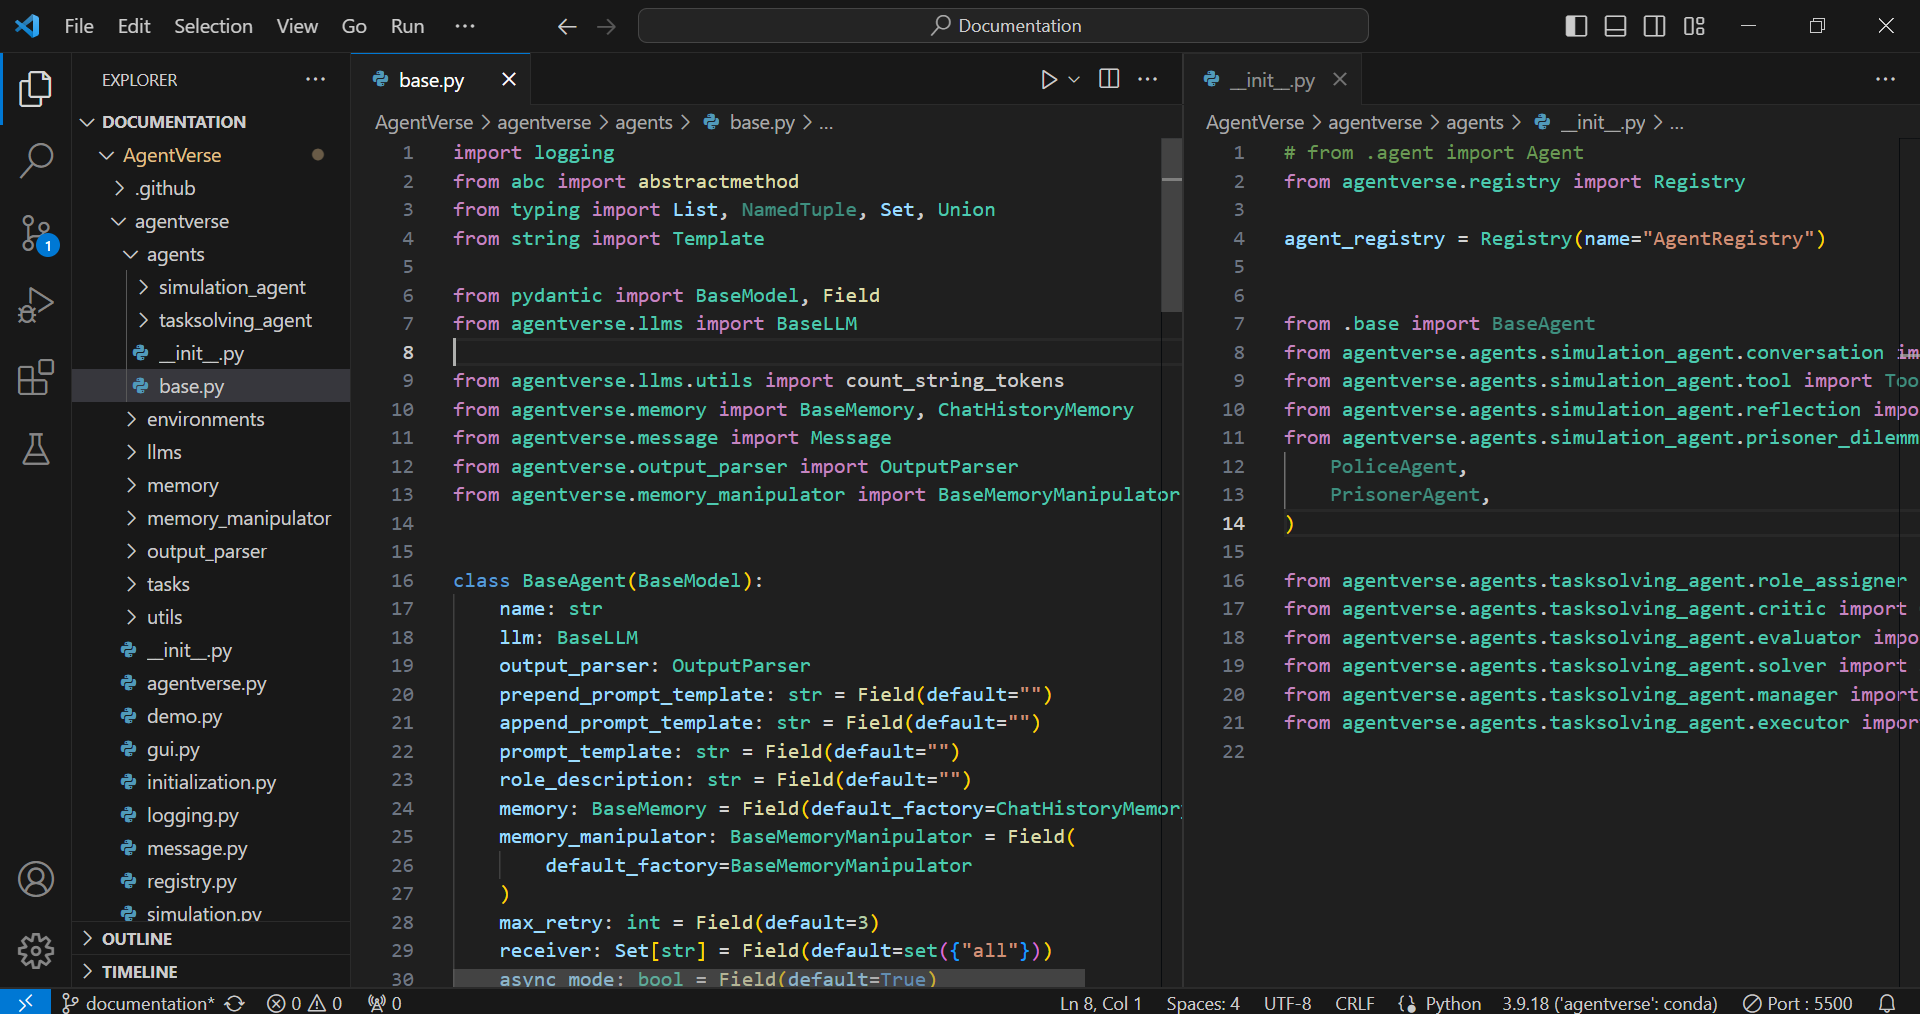 File Edit Selection View Go Run ···
Documentation
EXPLORER ···
DOCUMENTATION
AgentVerse
.github
agentverse
agents
simulation_agent
tasksolving_agent
__init__.py
base.py
environments
llms
memory
memory_manipulator
output_parser
tasks
utils
__init__.py
agentverse.py
demo.py
gui.py
initialization.py
logging.py
message.py
registry.py
simulation.py
OUTLINE
TIMELINE
1
base.py
AgentVerse > agentverse > agents > base.py > ...
1 import logging
2 from abc import abstractmethod
3 from typing import List, NamedTuple, Set, Union
4 from string import Template
5
6 from pydantic import BaseModel, Field
7 from agentverse.llms import BaseLLM
8
9 from agentverse.llms.utils import count_string_tokens
10 from agentverse.memory import BaseMemory, ChatHistoryMemory
11 from agentverse.message import Message
12 from agentverse.output_parser import OutputParser
13 from agentverse.memory_manipulator import BaseMemoryManipulator
14
15
16 class BaseAgent(BaseModel):
17     name: str
18     llm: BaseLLM
19     output_parser: OutputParser
20     prepend_prompt_template: str = Field(default="")
21     append_prompt_template: str = Field(default="")
22     prompt_template: str = Field(default="")
23     role_description: str = Field(default="")
24     memory: BaseMemory = Field(default_factory=ChatHistoryMemory
25     memory_manipulator: BaseMemoryManipulator = Field(
26         default_factory=BaseMemoryManipulator
27     )
28     max_retry: int = Field(default=3)
29     receiver: Set[str] = Field(default=set({"all"}))
30     async_mode: bool = Field(default=True)
__init__.py
AgentVerse > agentverse > agents > __init__.py > ...
1 # from .agent import Agent
2 from agentverse.registry import Registry
3
4 agent_registry = Registry(name="AgentRegistry")
5
6
7 from .base import BaseAgent
8 from agentverse.agents.simulation_agent.conversation im
9 from agentverse.agents.simulation_agent.tool import Too
10 from agentverse.agents.simulation_agent.reflection impo
11 from agentverse.agents.simulation_agent.prisoner_dilemm
12     PoliceAgent,
13     PrisonerAgent,
14 )
15
16 from agentverse.agents.tasksolving_agent.role_assigner
17 from agentverse.agents.tasksolving_agent.critic import
18 from agentverse.agents.tasksolving_agent.evaluator impo
19 from agentverse.agents.tasksolving_agent.solver import
20 from agentverse.agents.tasksolving_agent.manager import
21 from agentverse.agents.tasksolving_agent.executor impor
22
documentation* 0 0 0 Ln 8, Col 1 Spaces: 4 UTF-8 CRLF Python 3.9.18 ('agentverse': conda) Port : 5500